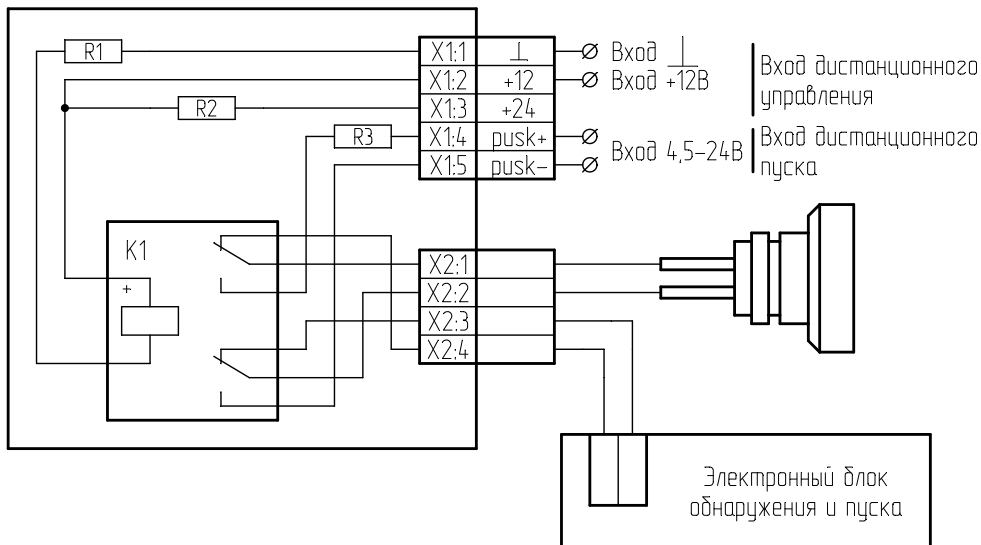 R1
X1:1 ⊥
Вход ⊥
X1:2 +12
Вход +12В
Вход дистанционного
управления
R2
X1:3 +24
R3
X1:4 pusk+
X1:5 pusk–
Вход 4,5–24В
Вход дистанционного
пуска
K1
+
X2:1
X2:2
X2:3
X2:4
Электронный блок
обнаружения и пуска